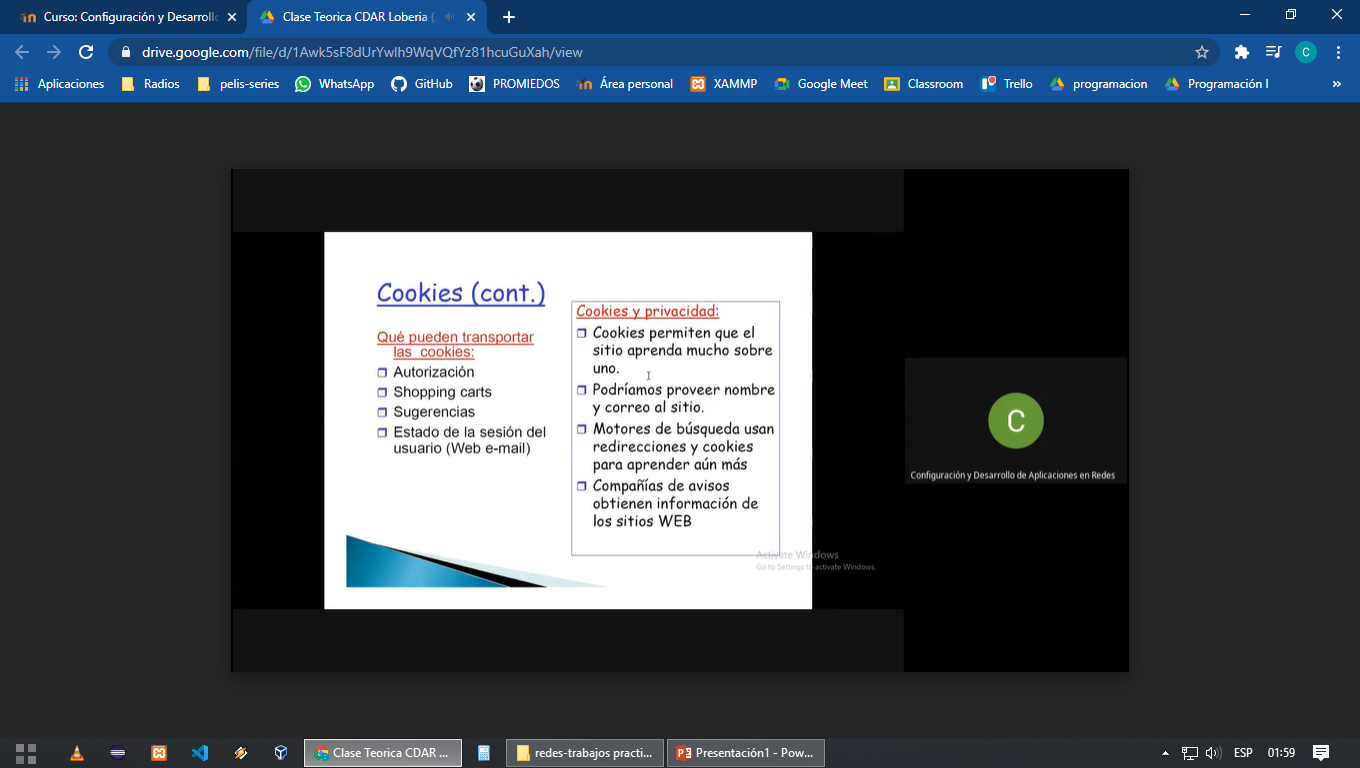 Curso: Configuración y Desarrollo
Clase Teorica CDAR Loberia (
drive.google.com/file/d/1Awk5sF8dUrYwIh9WqVQfYz81hcuGuXah/view
C
Aplicaciones
Radios
pelis-series
WhatsApp
GitHub
PROMIEDOS
Área personal
XAMMP
Google Meet
Classroom
Trello
programacion
Programación I
»
Cookies (cont.)
Qué pueden transportar
las cookies:
Autorización
Shopping carts
Sugerencias
Estado de la sesión del
usuario (Web e-mail)
Cookies y privacidad:
Cookies permiten que el
sitio aprenda mucho sobre
uno.
Podríamos proveer nombre
y correo al sitio.
Motores de búsqueda usan
redirecciones y cookies
para aprender aún más
Compañías de avisos
obtienen información de
los sitios WEB
Activate Windows
Go to Settings to activate Windows.
C
Configuración y Desarrollo de Aplicaciones en Redes
Clase Teorica CDAR ...
redes-trabajos practi...
Presentación1 - Pow...
ESP
01:59